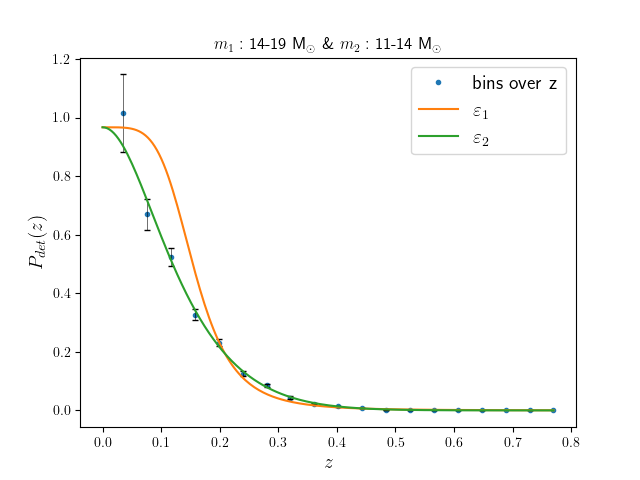 m₁ : 14-19 M⊙ & m₂ : 11-14 M⊙
bins over z
ε₁
ε₂
P_det(z)
1.2
1.0
0.8
0.6
0.4
0.2
0.0
0.0 0.1 0.2 0.3 0.4 0.5 0.6 0.7 0.8
z